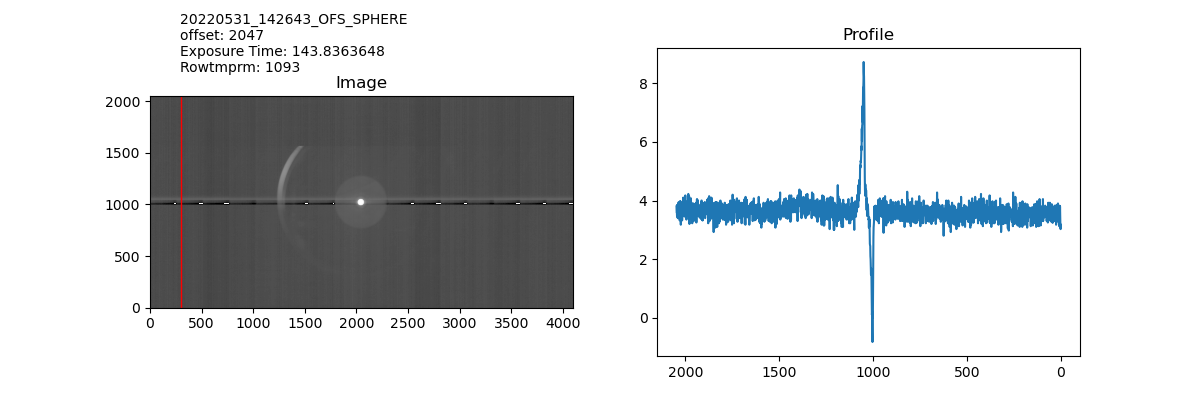 20220531_142643_OFS_SPHERE
offset: 2047
Exposure Time: 143.8363648
Rowtmprm: 1093
Image
2000
1500
1000
500
0
0 500 1000 1500 2000 2500 3000 3500 4000
Profile
8
6
4
2
0
2000 1500 1000 500 0